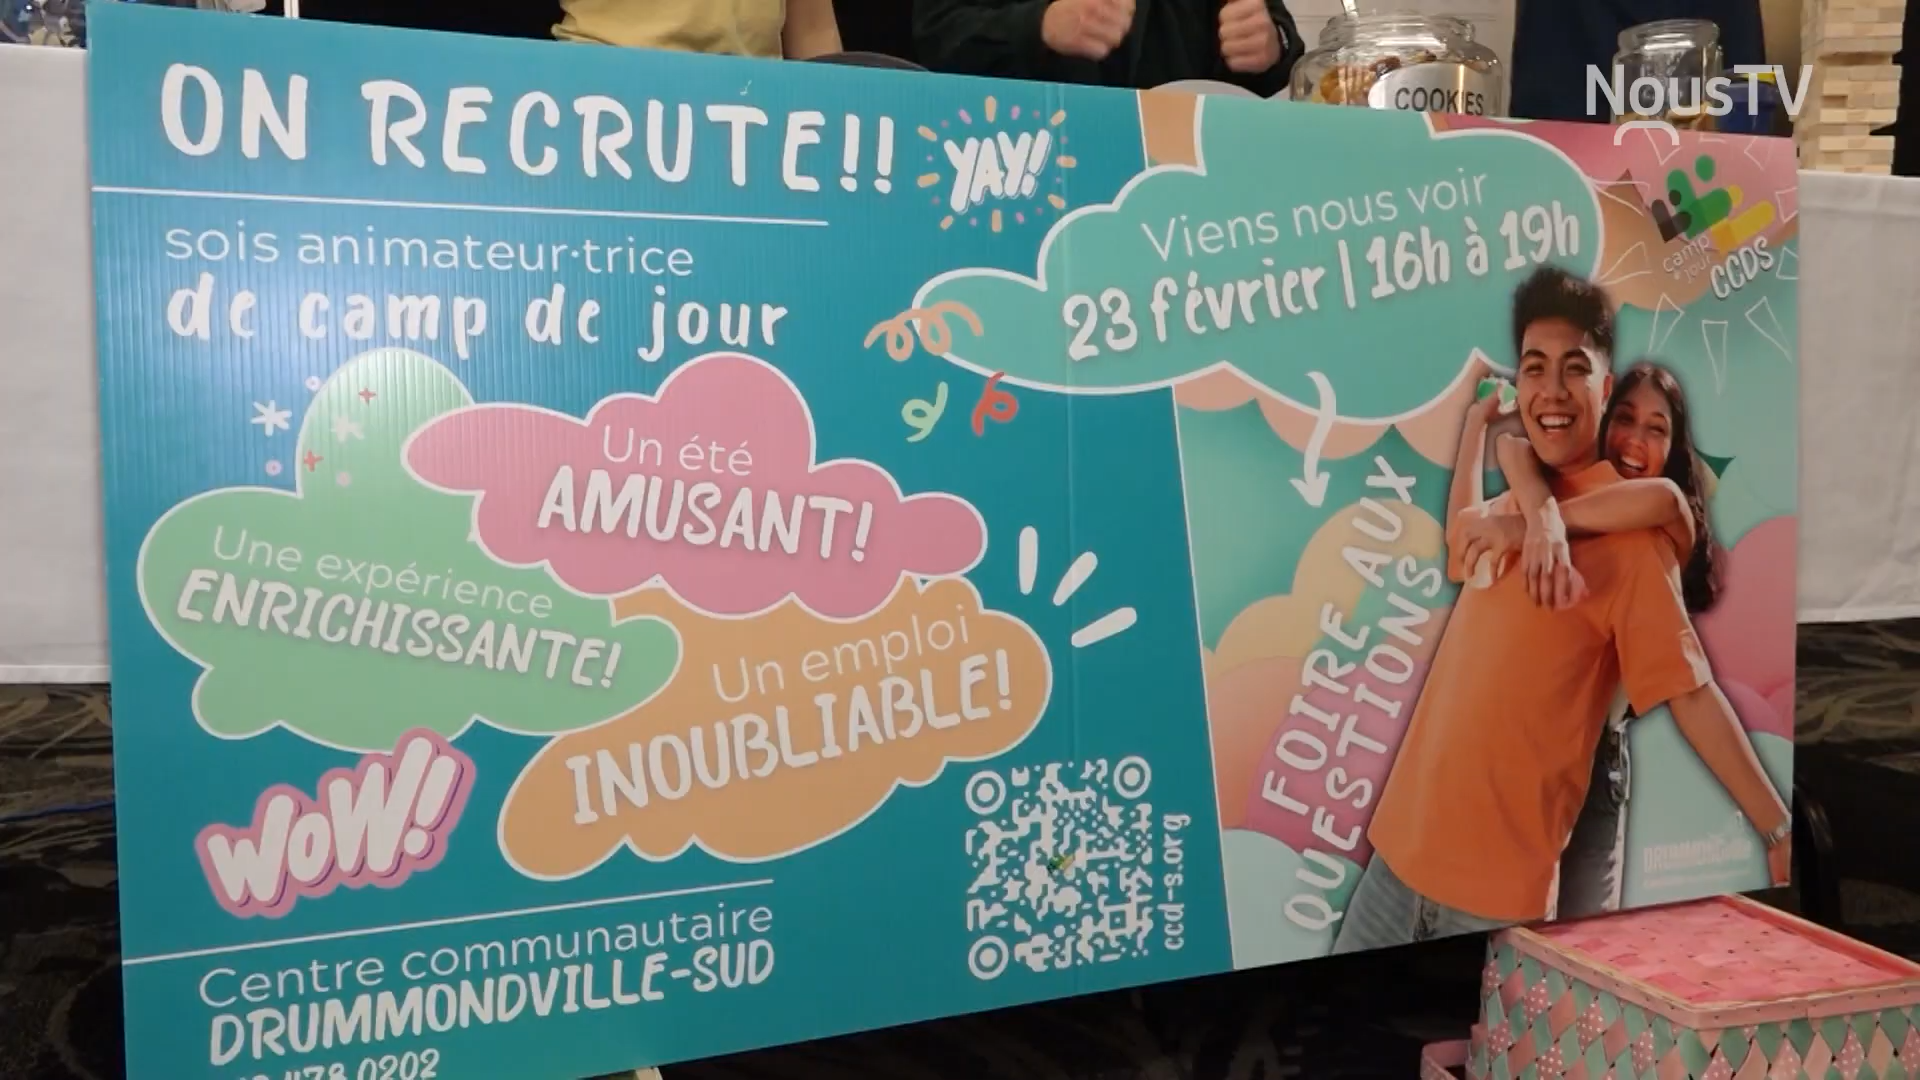 NousTV
COOKIES
ON RECRUTE!!
YAY!
sois animateur·trice
de camp de jour
Viens nous voir
23 février | 16h à 19h
camp
jour
CCDS
Un été
AMUSANT!
Une expérience
ENRICHISSANTE!
Un emploi
INOUBLIABLE!
WOW!
FOIRE AUX
QUESTIONS
ccd-s.org
Centre communautaire
DRUMMONDVILLE-SUD
478.0202